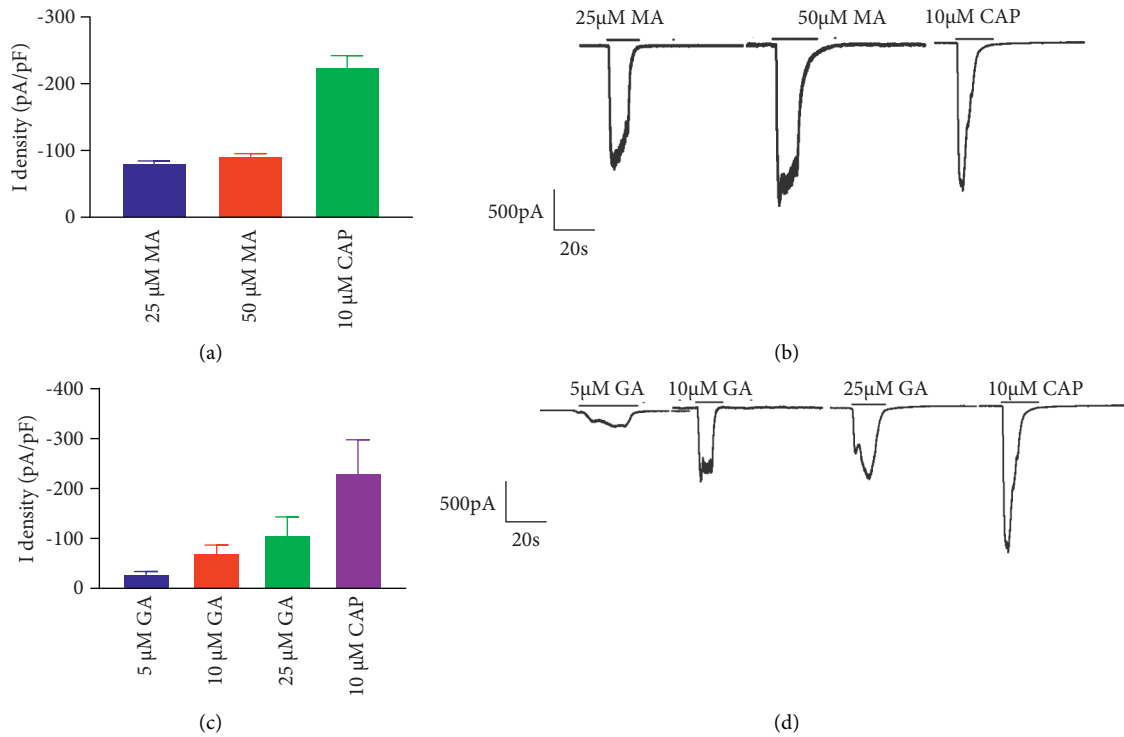 -300
-200
-100
0
I density (pA/pF)
25 μM MA
50 μM MA
10 μM CAP
(a)
25μM MA
50μM MA
10μM CAP
500pA
20s
(b)
-400
-300
-200
-100
0
I density (pA/pF)
5 μM GA
10 μM GA
25 μM GA
10 μM CAP
(c)
5μM GA
10μM GA
25μM GA
10μM CAP
500pA
20s
(d)